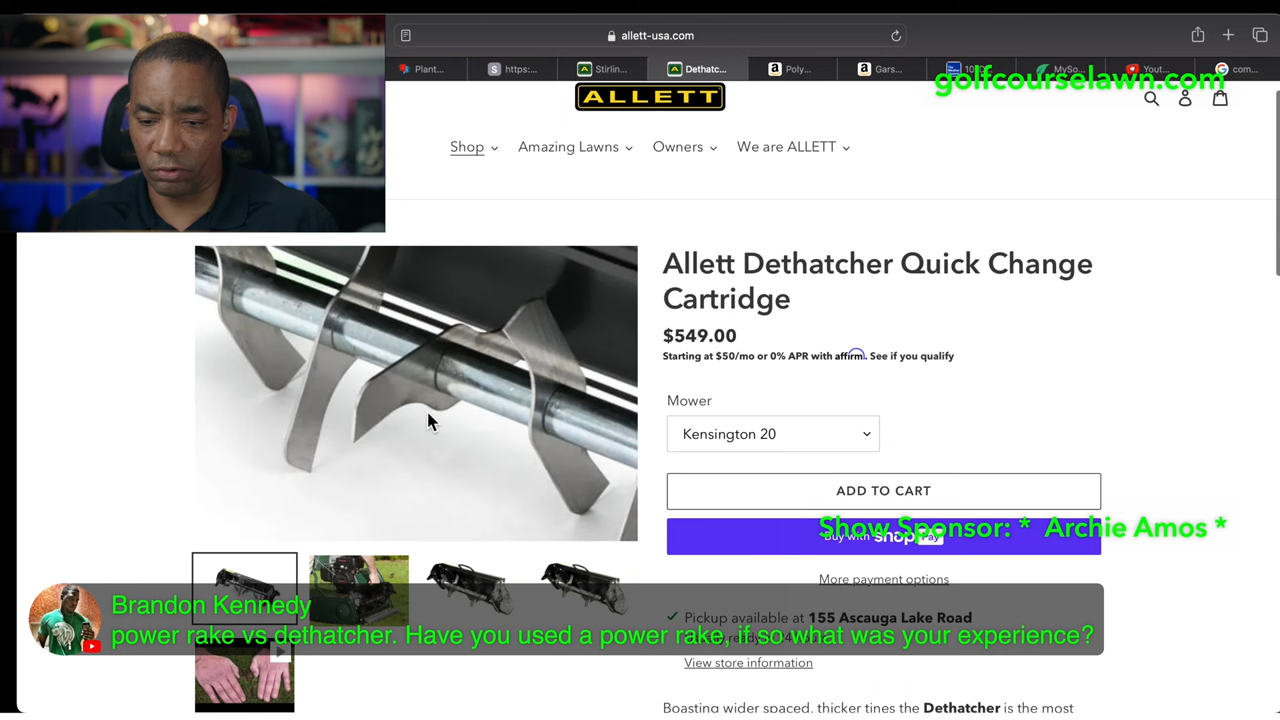 allett-usa.com
Plant...
https:...
Stirlin...
Dethatc...
Poly...
Gars...
MySo...
Yout...
com...
golfcourselawn.com
ALLETT
Shop
Amazing Lawns
Owners
We are ALLETT
Allett Dethatcher Quick Change
Cartridge
$549.00
Starting at $50/mo or 0% APR with affirm. See if you qualify
Mower
Kensington 20
ADD TO CART
Show Sponsor: * Archie Amos *
Buy with shop Pay
More payment options
Brandon Kennedy
power rake vs dethatcher. Have you used a power rake, if so what was your experience?
Pickup available at 155 Ascauga Lake Road
View store information
Boasting wider spaced, thicker tines the Dethatcher is the most